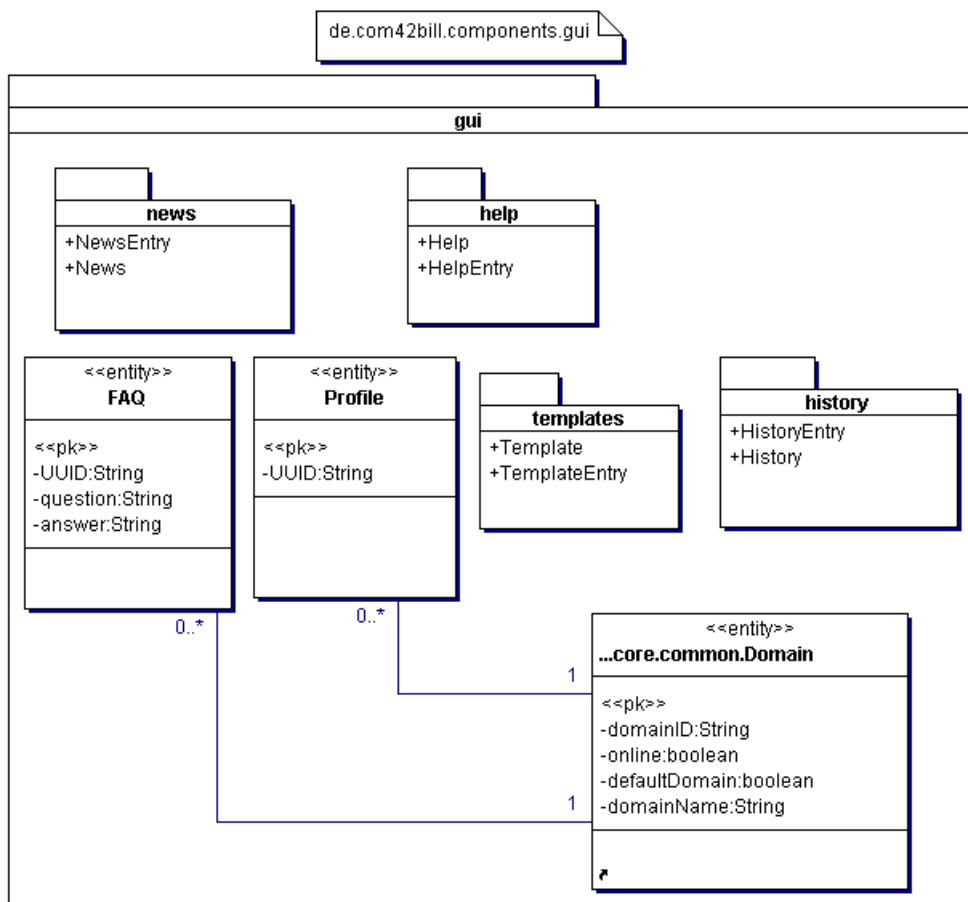 de.com42bill.components.gui
gui
news
+NewsEntry
+News
help
+Help
+HelpEntry
<<entity>>
FAQ
<<pk>>
-UUID:String
-question:String
-answer:String
<<entity>>
Profile
<<pk>>
-UUID:String
templates
+Template
+TemplateEntry
history
+HistoryEntry
+History
0..*
0..*
1
1
<<entity>>
...core.common.Domain
<<pk>>
-domainID:String
-online:boolean
-defaultDomain:boolean
-domainName:String